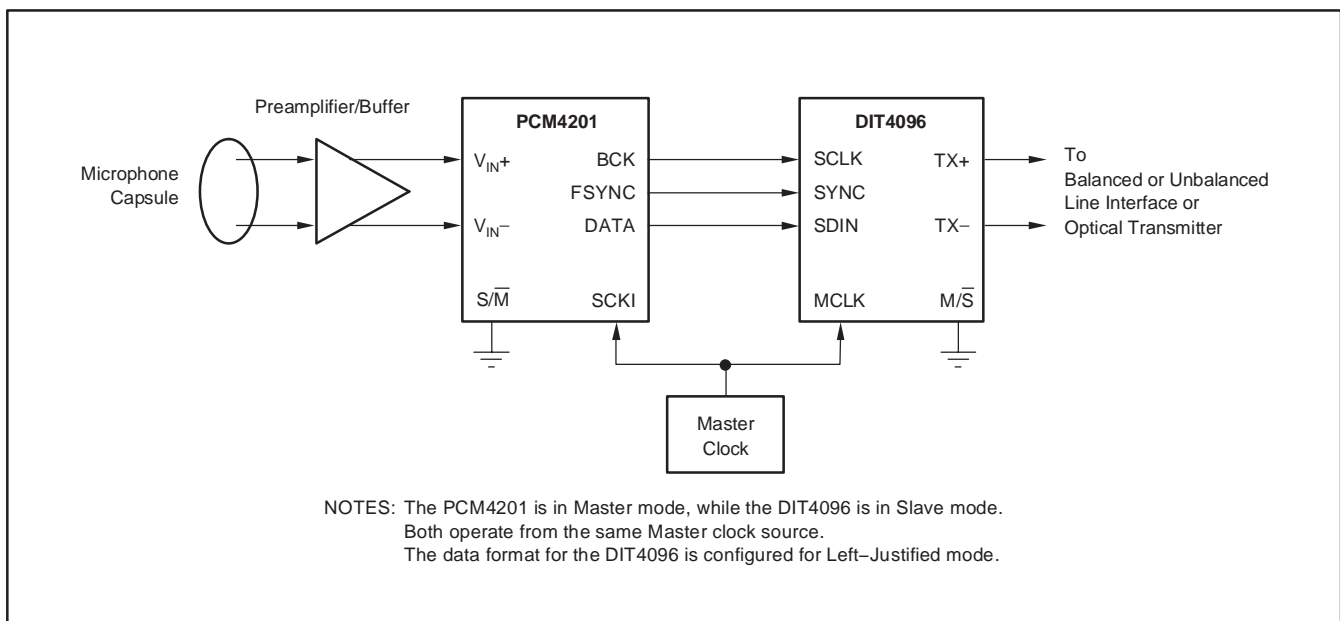 Preamplifier/Buffer
Microphone
Capsule
PCM4201
VIN+
VIN−
S/M̅
BCK
FSYNC
DATA
SCKI
DIT4096
SCLK
SYNC
SDIN
MCLK
TX+
TX−
M/S̅
To
Balanced or Unbalanced
Line Interface or
Optical Transmitter
Master
Clock
NOTES: The PCM4201 is in Master mode, while the DIT4096 is in Slave mode.
Both operate from the same Master clock source.
The data format for the DIT4096 is configured for Left−Justified mode.